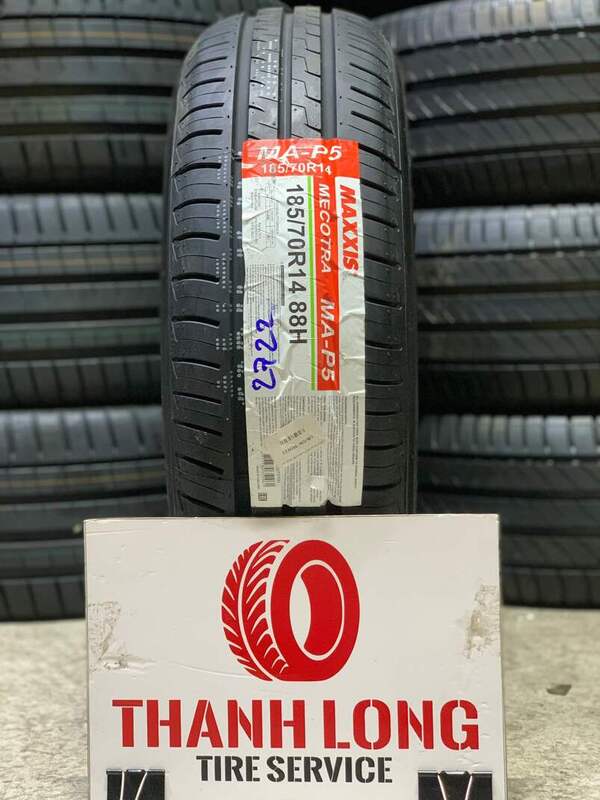 MA-P5
185/70R14
MAXXIS
MECOTRA MA-P5
185/70R14 88H
2722
THANH LONG
TIRE SERVICE